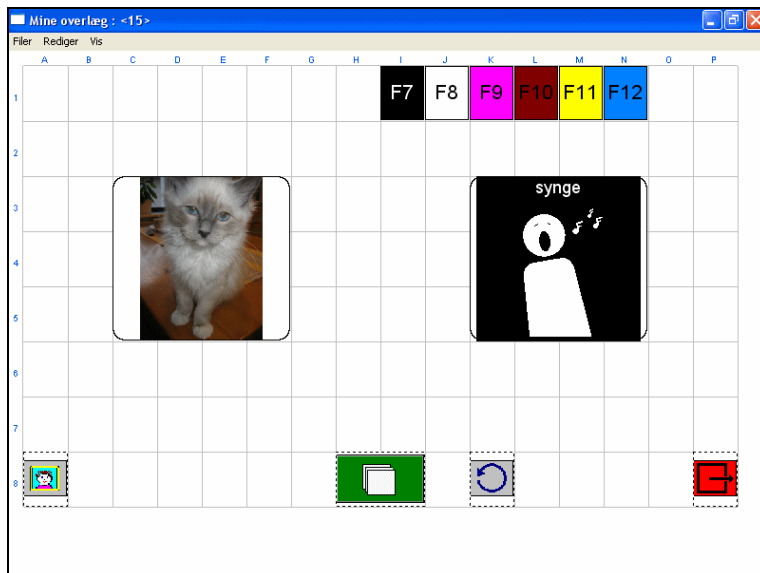 Mine overlæg : <15>
Filer Rediger Vis
A B C D E F G H I J K L M N O P
1
F7 F8 F9 F10 F11 F12
2
3
synge
4
5
6
7
8